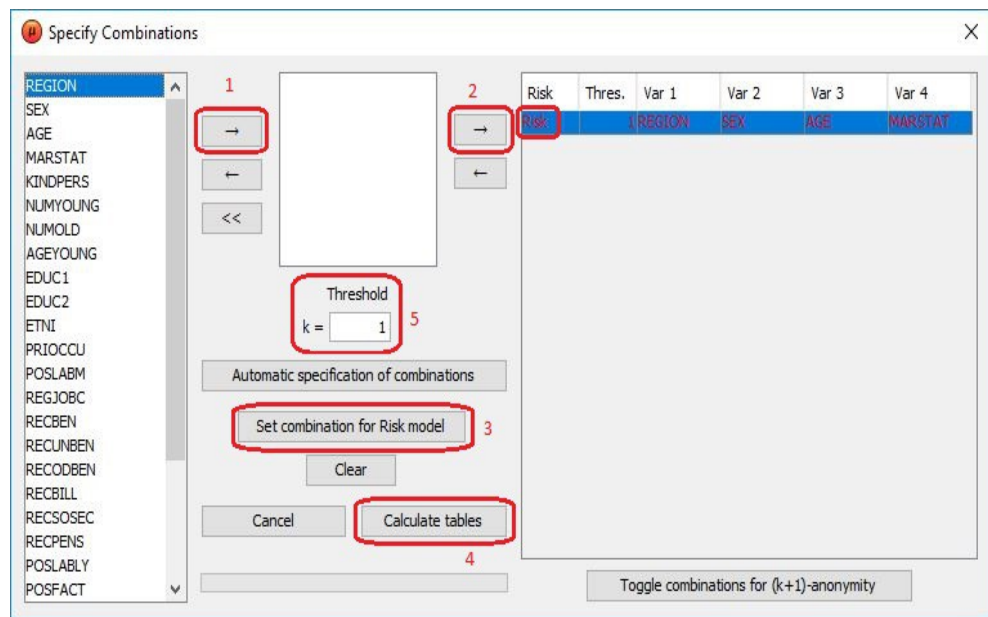 Specify Combinations
REGION
SEX
AGE
MARSTAT
KINDPERS
NUMYOUNG
NUMOLD
AGEYOUNG
EDUC1
EDUC2
ETNI
PRIOCCU
POSLABM
REGJOBC
RECBEN
RECUNBEN
RECODBEN
RECBILL
RECSOSEC
RECPENS
POSLABLY
POSFACT
1
→
←
<<
2
→
←
Threshold
k = 1
5
Automatic specification of combinations
Set combination for Risk model
3
Clear
Cancel
Calculate tables
4
Risk Thres. Var 1 Var 2 Var 3 Var 4
Risk 1 REGION SEX AGE MARSTAT
Toggle combinations for (k+1)-anonymity